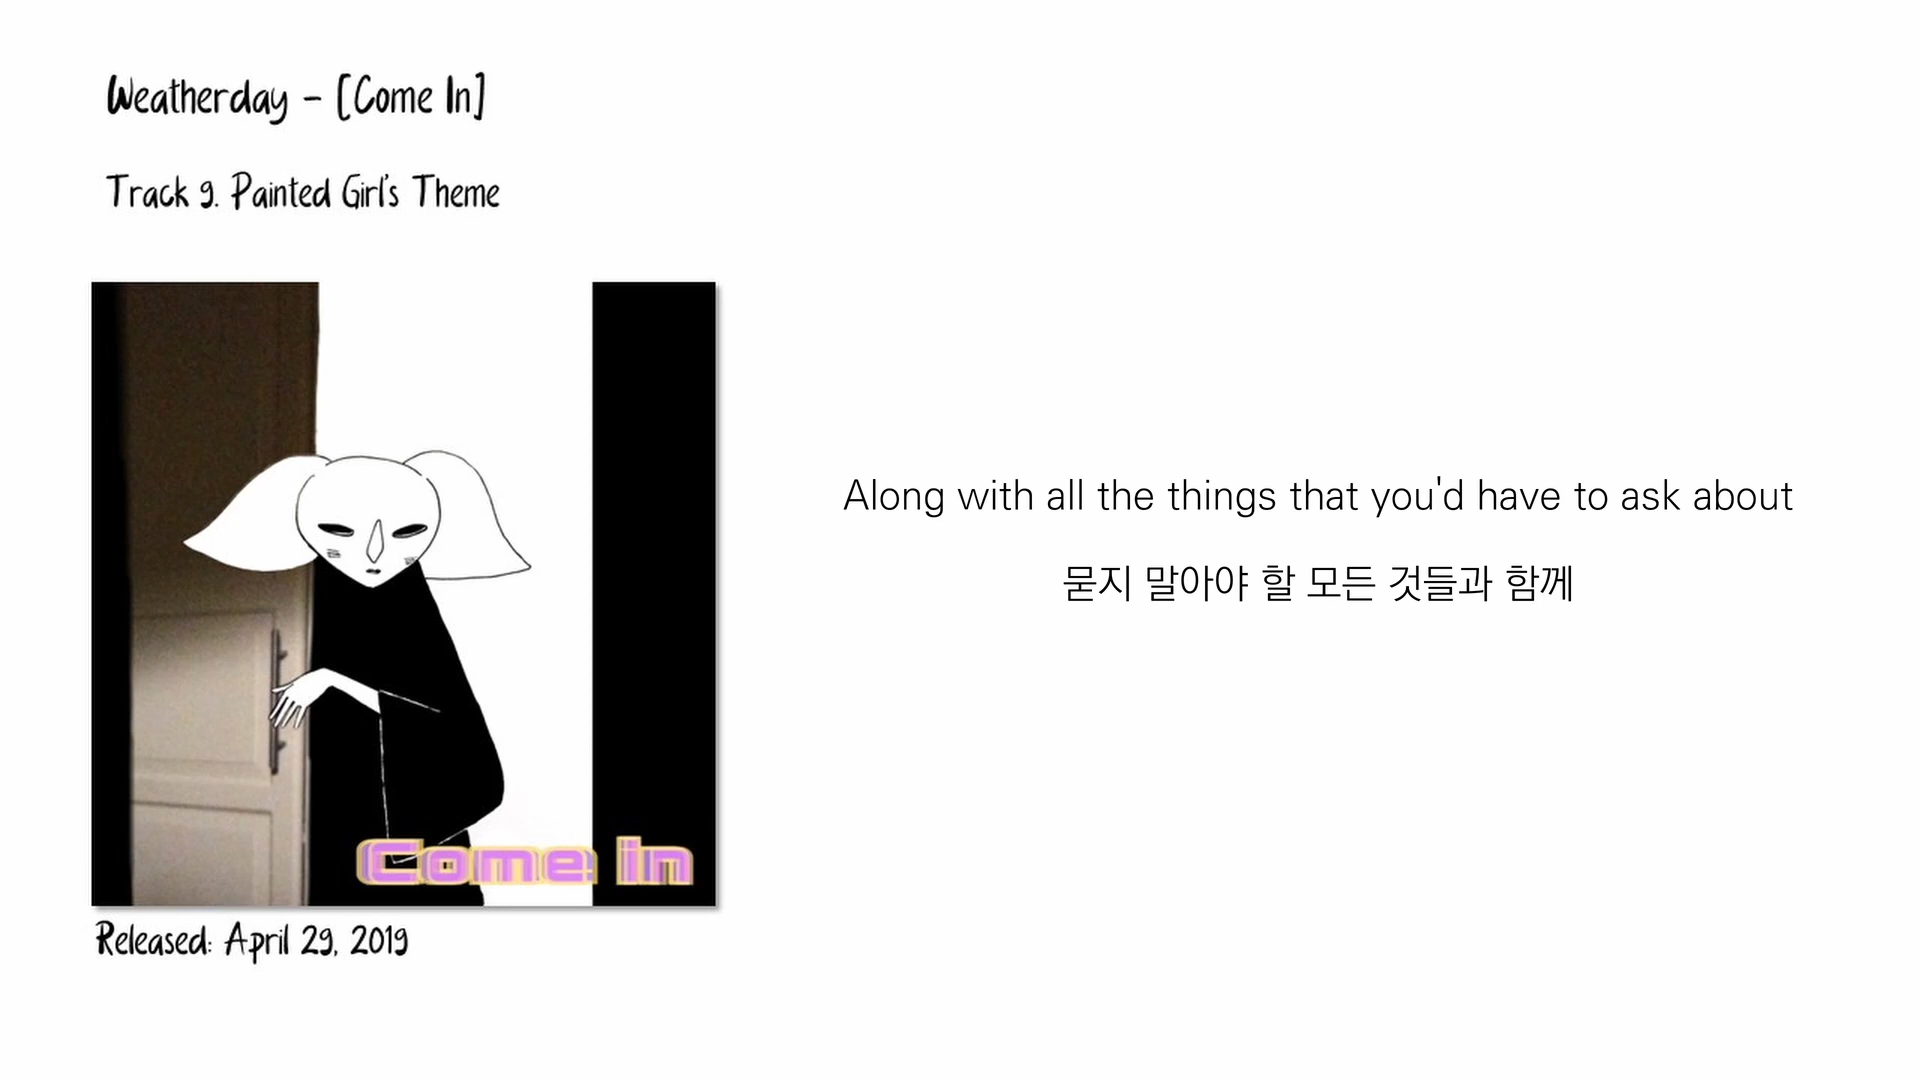 Weatherday - [Come In]
Track 9. Painted Girl's Theme
Along with all the things that you'd have to ask about
묻지 말아야 할 모든 것들과 함께
Come in
Released: April 29, 2019